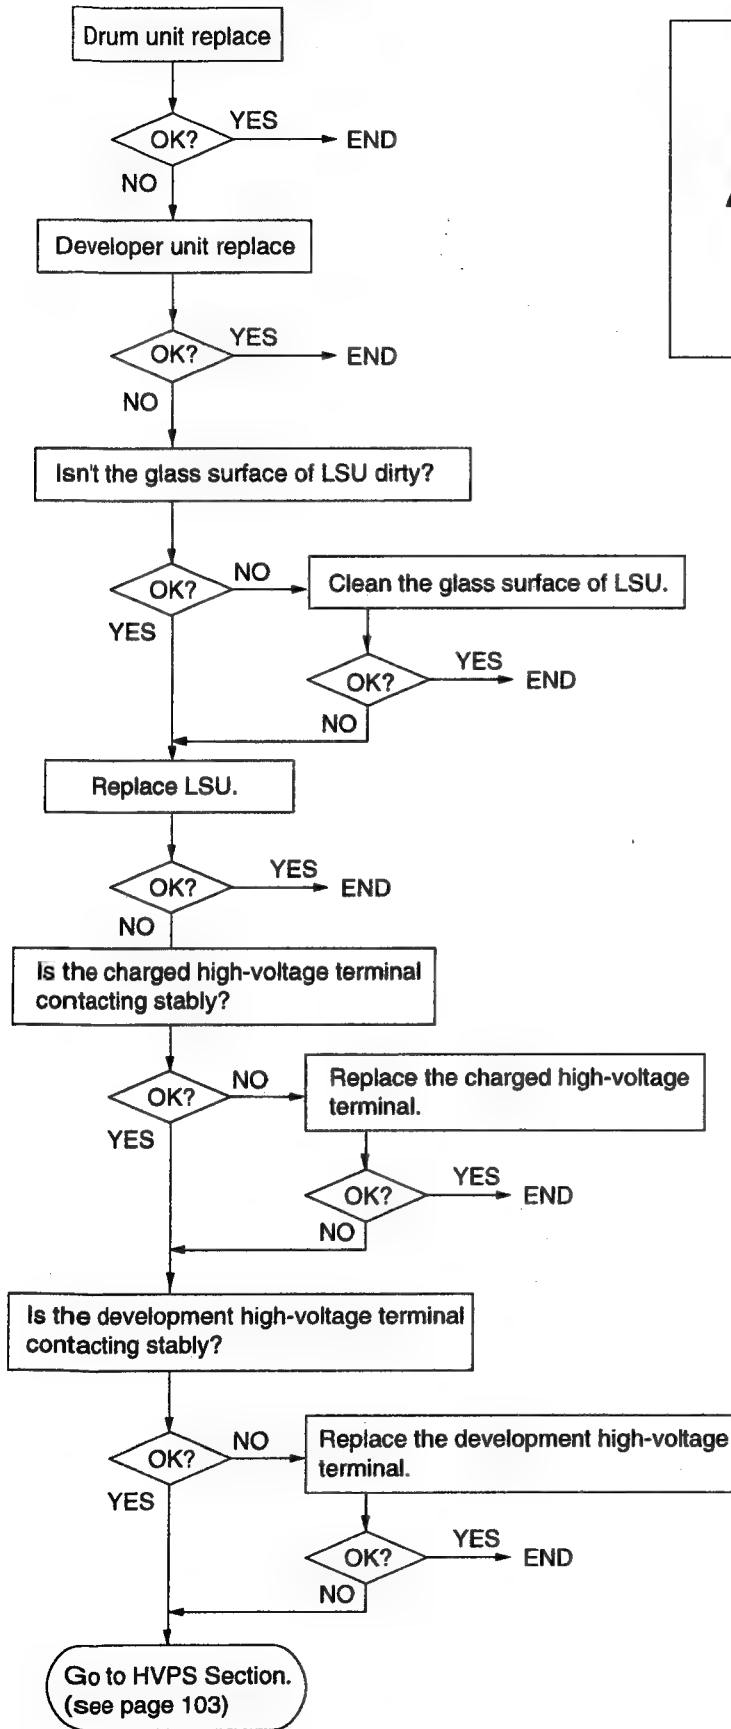 Drum unit replace
OK?
YES
END
NO
Developer unit replace
OK?
YES
END
NO
Isn't the glass surface of LSU dirty?
OK?
NO
Clean the glass surface of LSU.
YES
OK?
YES
END
NO
Replace LSU.
OK?
YES
END
NO
Is the charged high-voltage terminal
contacting stably?
OK?
NO
Replace the charged high-voltage
terminal.
YES
OK?
YES
END
NO
Is the development high-voltage terminal
contacting stably?
OK?
NO
Replace the development high-voltage
terminal.
YES
OK?
YES
END
NO
Go to HVPS Section.
(see page 103)